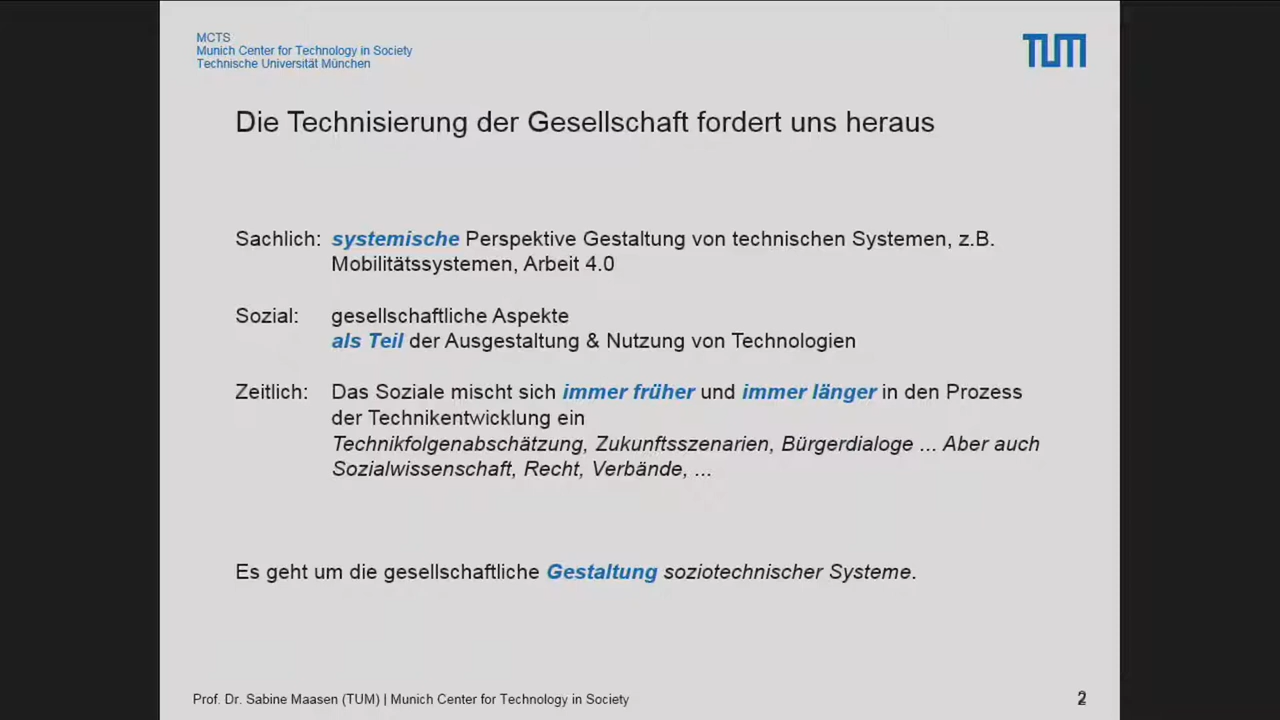 MCTS
Munich Center for Technology in Society
Technische Universität München
TUM
Die Technisierung der Gesellschaft fordert uns heraus
Sachlich: systemische Perspektive Gestaltung von technischen Systemen, z.B.
Mobilitätssystemen, Arbeit 4.0
Sozial: gesellschaftliche Aspekte
als Teil der Ausgestaltung & Nutzung von Technologien
Zeitlich: Das Soziale mischt sich immer früher und immer länger in den Prozess
der Technikentwicklung ein
Technikfolgenabschätzung, Zukunftsszenarien, Bürgerdialoge ... Aber auch
Sozialwissenschaft, Recht, Verbände, ...
Es geht um die gesellschaftliche Gestaltung soziotechnischer Systeme.
Prof. Dr. Sabine Maasen (TUM) | Munich Center for Technology in Society
2